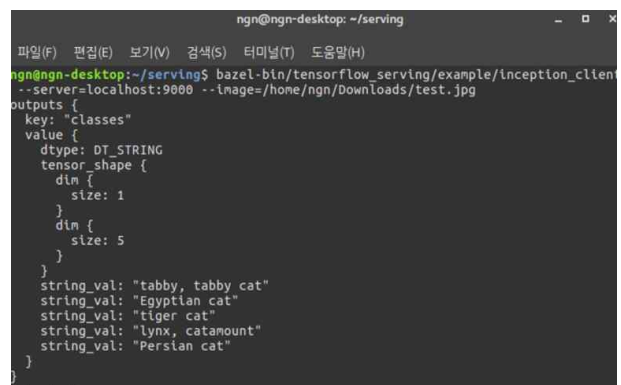 ngn@ngn-desktop: ~/serving
파일(F) 편집(E) 보기(V) 검색(S) 터미널(T) 도움말(H)
ngn@ngn-desktop:~/serving$ bazel-bin/tensorflow_serving/example/inception_client
--server=localhost:9000 --image=/home/ngn/Downloads/test.jpg
outputs {
  key: "classes"
  value {
    dtype: DT_STRING
    tensor_shape {
      dim {
        size: 1
      }
      dim {
        size: 5
      }
    }
    string_val: "tabby, tabby cat"
    string_val: "Egyptian cat"
    string_val: "tiger cat"
    string_val: "lynx, catamount"
    string_val: "Persian cat"
  }
}